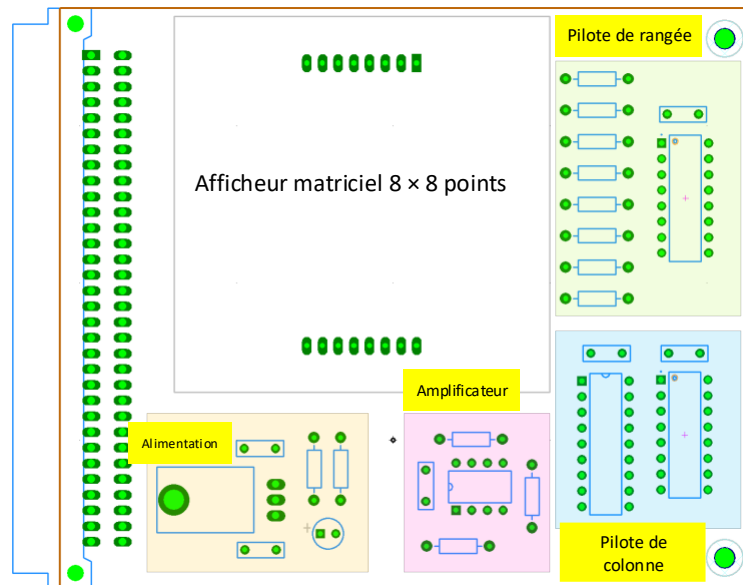 Pilote de rangée
Afficheur matriciel 8 × 8 points
Amplificateur
Alimentation
Pilote de
colonne